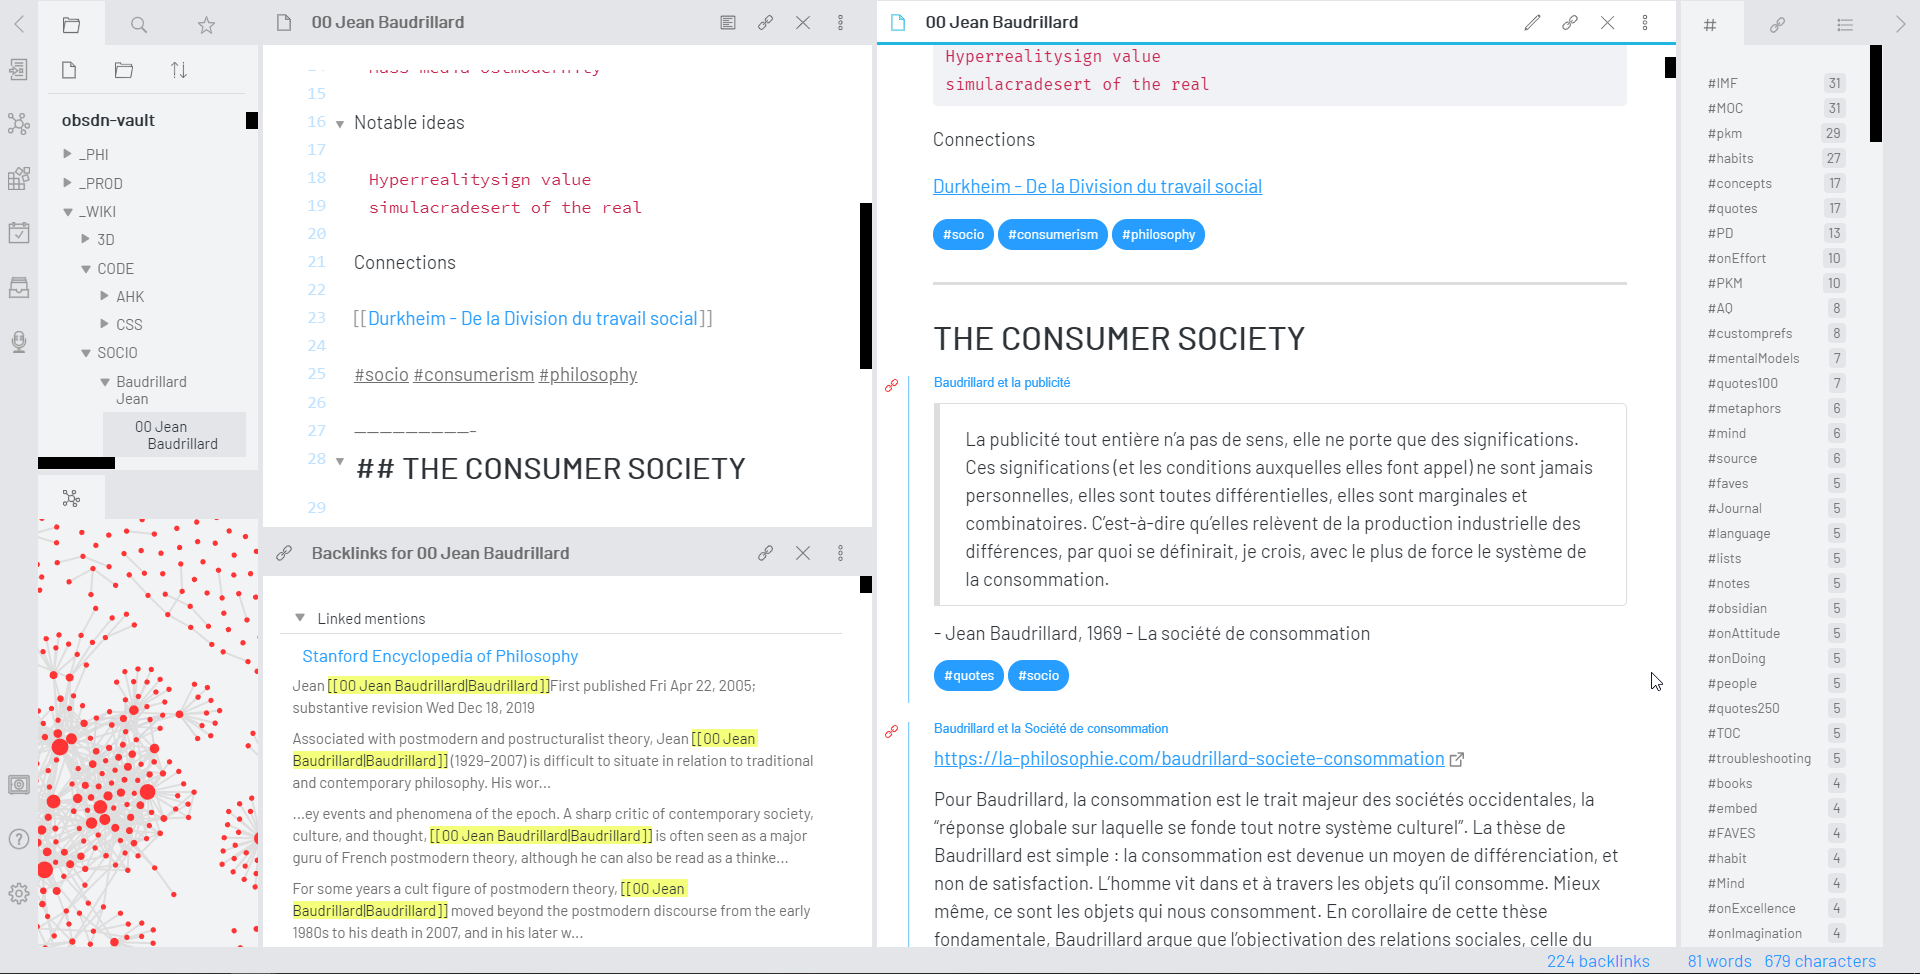 obsdn-vault
_PHI
_PROD
_WIKI
3D
CODE
AHK
CSS
SOCIO
Baudrillard
Jean
00 Jean
Baudrillard
00 Jean Baudrillard
14 Mass media ostmodernity
15
16 Notable ideas
17
18 Hyperrealitysign value
19 simulacradesert of the real
20
21 Connections
22
23 [[Durkheim - De la Division du travail social]]
24
25 #socio #consumerism #philosophy
26
27 ——————————-
28 ## THE CONSUMER SOCIETY
29
Backlinks for 00 Jean Baudrillard
Linked mentions
Stanford Encyclopedia of Philosophy
Jean [[00 Jean Baudrillard|Baudrillard]]First published Fri Apr 22, 2005;
substantive revision Wed Dec 18, 2019
Associated with postmodern and postructuralist theory, Jean [[00 Jean
Baudrillard|Baudrillard]] (1929–2007) is difficult to situate in relation to traditional
and contemporary philosophy. His wor...
...ey events and phenomena of the epoch. A sharp critic of contemporary society,
culture, and thought, [[00 Jean Baudrillard|Baudrillard]] is often seen as a major
guru of French postmodern theory, although he can also be read as a thinke...
For some years a cult figure of postmodern theory, [[00 Jean
Baudrillard|Baudrillard]] moved beyond the postmodern discourse from the early
1980s to his death in 2007, and in his later w...
00 Jean Baudrillard
Hyperrealitysign value
simulacradesert of the real
Connections
Durkheim - De la Division du travail social
#socio #consumerism #philosophy
THE CONSUMER SOCIETY
Baudrillard et la publicité
La publicité tout entière n’a pas de sens, elle ne porte que des significations.
Ces significations (et les conditions auxquelles elles font appel) ne sont jamais
personnelles, elles sont toutes différentielles, elles sont marginales et
combinatoires. C’est-à-dire qu’elles relèvent de la production industrielle des
différences, par quoi se définirait, je crois, avec le plus de force le système de
la consommation.
- Jean Baudrillard, 1969 - La société de consommation
#quotes #socio
Baudrillard et la Société de consommation
https://la-philosophie.com/baudrillard-societe-consommation
Pour Baudrillard, la consommation est le trait majeur des sociétés occidentales, la
“réponse globale sur laquelle se fonde tout notre système culturel”. La thèse de
Baudrillard est simple : la consommation est devenue un moyen de différenciation, et
non de satisfaction. L’homme vit dans et à travers les objets qu’il consomme. Mieux
même, ce sont les objets qui nous consomment. En corollaire de cette thèse
fondamentale, Baudrillard argue que l’objectivation des relations sociales, celle du
#IMF 31
#MOC 31
#pkm 29
#habits 27
#concepts 17
#quotes 17
#PD 13
#onEffort 10
#PKM 10
#AQ 8
#customprefs 8
#mentalModels 7
#quotes100 7
#metaphors 6
#mind 6
#source 6
#faves 5
#Journal 5
#language 5
#lists 5
#notes 5
#obsidian 5
#onAttitude 5
#onDoing 5
#people 5
#quotes250 5
#TOC 5
#troubleshooting 5
#books 4
#embed 4
#FAVES 4
#habit 4
#Mind 4
#onExcellence 4
#onImagination 4
224 backlinks 81 words 679 characters